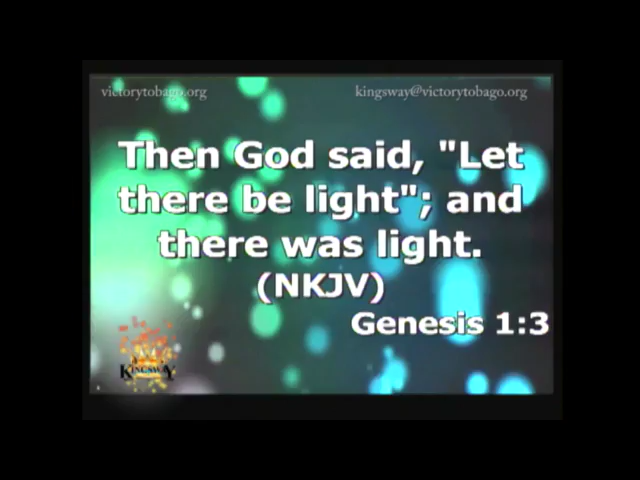 victorytobago.org
kingsway@victorytobago.org
Then God said, "Let
there be light"; and
there was light.
(NKJV)
Genesis 1:3
KINGSWAY